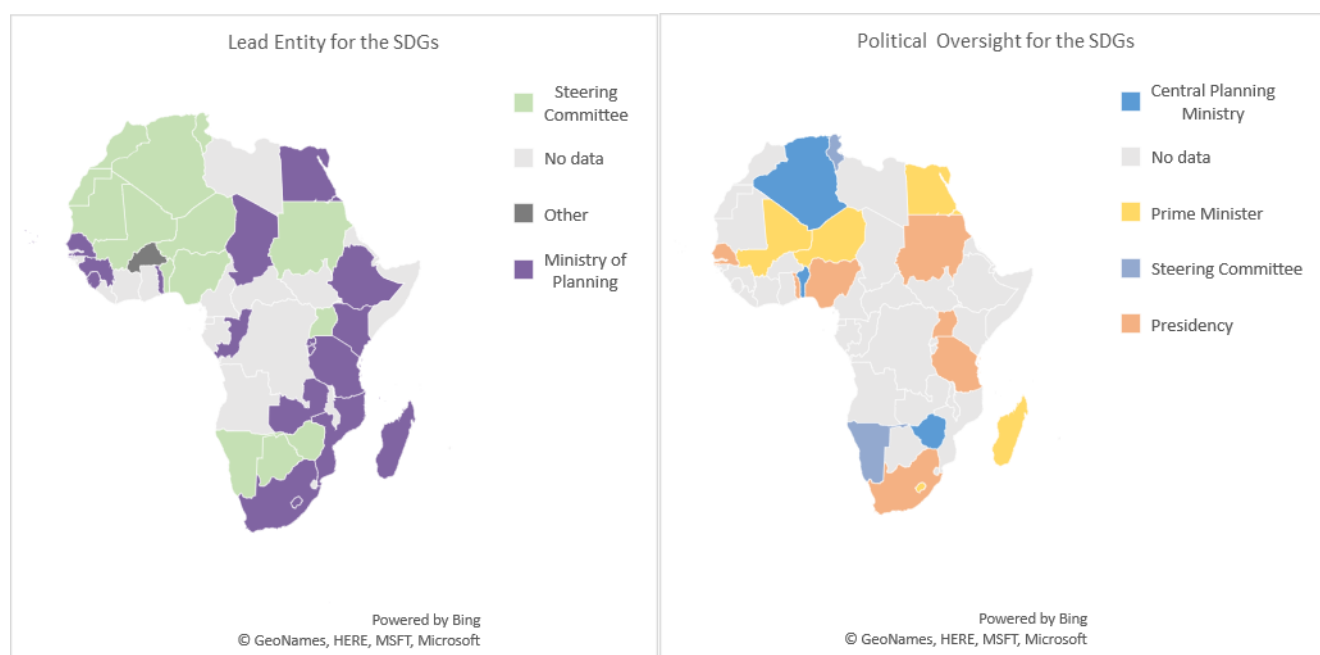 Lead Entity for the SDGs
Steering
Committee
No data
Other
Ministry of
Planning
Powered by Bing
© GeoNames, HERE, MSFT, Microsoft
Political Oversight for the SDGs
Central Planning
Ministry
No data
Prime Minister
Steering Committee
Presidency
Powered by Bing
© GeoNames, HERE, MSFT, Microsoft